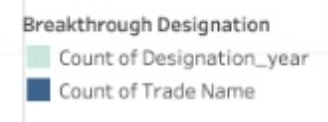 Breakthrough Designation
Count of Designation_year
Count of Trade Name